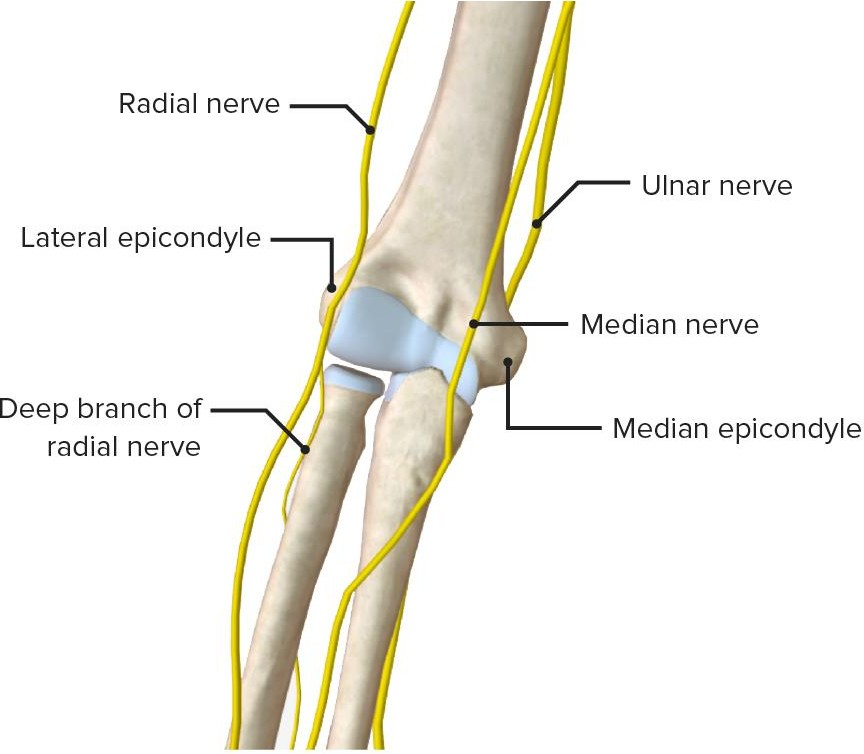 Radial nerve
Ulnar nerve
Lateral epicondyle
Median nerve
Deep branch of
radial nerve
Median epicondyle